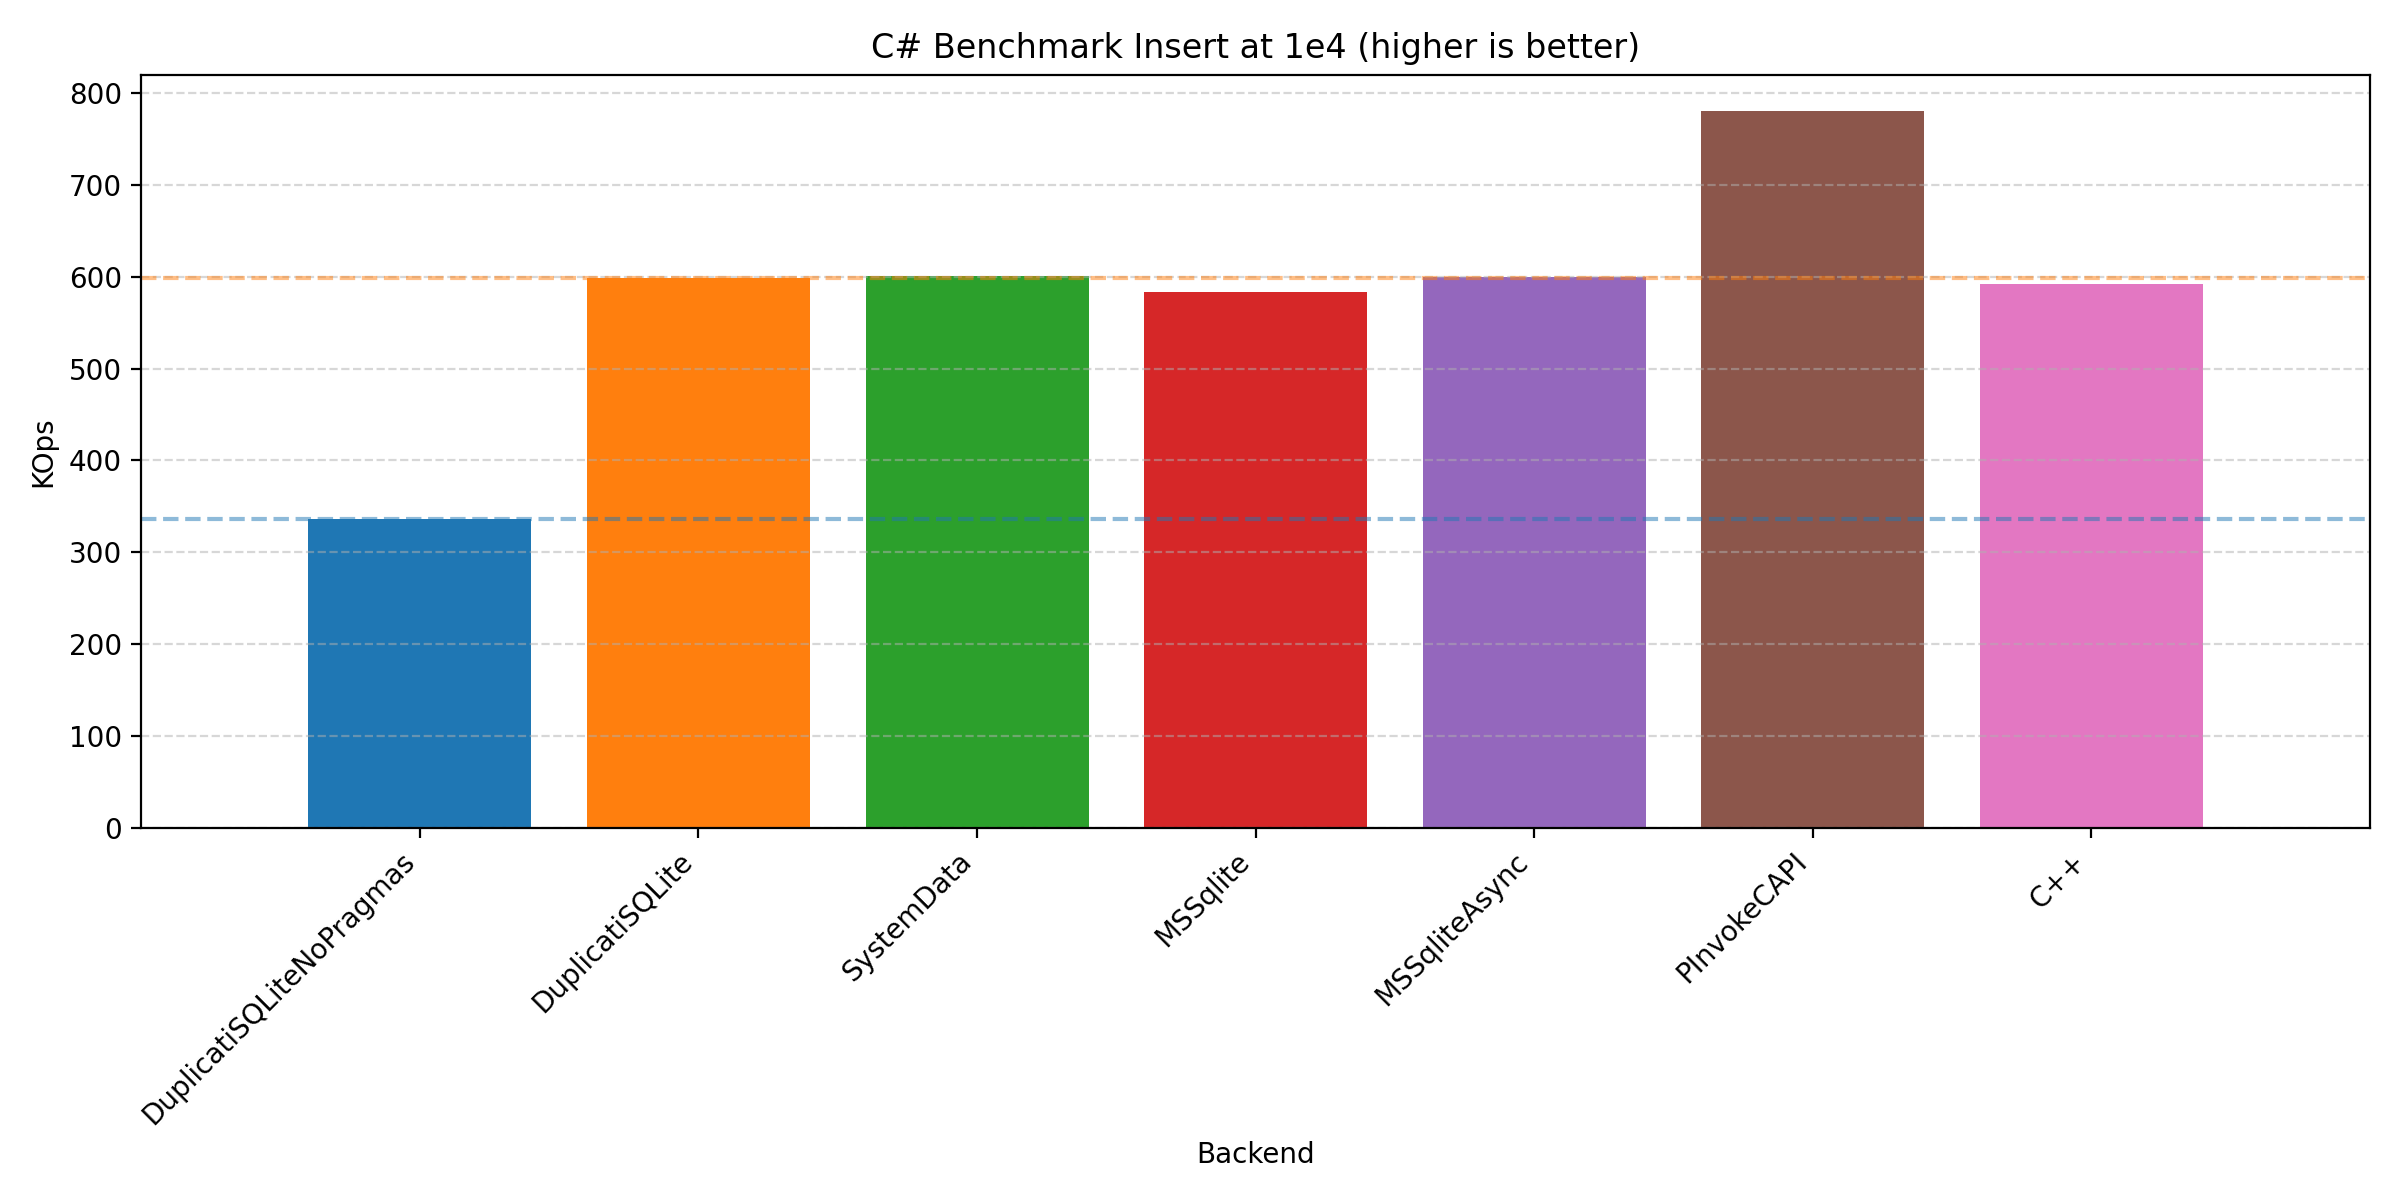 C# Benchmark Insert at 1e4 (higher is better)
KOps
800
700
600
500
400
300
200
100
0
DuplicatiSQLiteNoPragmas
DuplicatiSQLite
SystemData
MSSqlite
MSSqliteAsync
PInvokeCAPI
C++
Backend